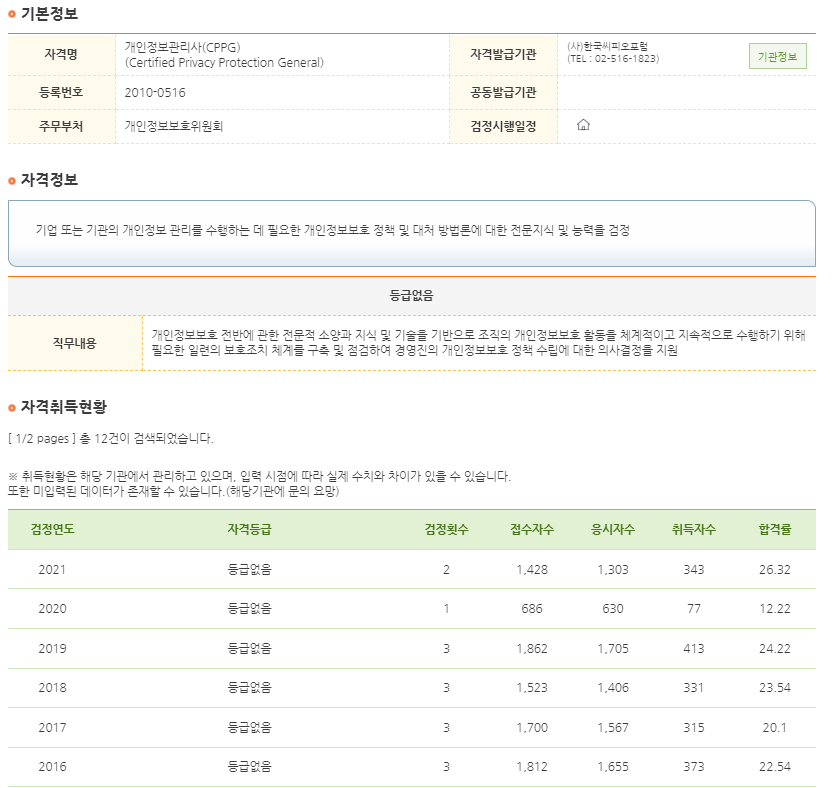 기본정보
자격명 개인정보관리사(CPPG)
(Certified Privacy Protection General)
자격발급기관 (사)한국씨피오포럼
(TEL : 02-516-1823)
기관정보
등록번호 2010-0516 공동발급기관
주무부처 개인정보보호위원회 검정시행일정
자격정보
기업 또는 기관의 개인정보 관리를 수행하는 데 필요한 개인정보보호 정책 및 대처 방법론에 대한 전문지식 및 능력을 검정
등급없음
직무내용
개인정보보호 전반에 관한 전문적 소양과 지식 및 기술을 기반으로 조직의 개인정보보호 활동을 체계적이고 지속적으로 수행하기 위해
필요한 일련의 보호조치 체계를 구축 및 점검하여 경영진의 개인정보보호 정책 수립에 대한 의사결정을 지원
자격취득현황
[ 1/2 pages ] 총 12건이 검색되었습니다.
※ 취득현황은 해당 기관에서 관리하고 있으며, 입력 시점에 따라 실제 수치와 차이가 있을 수 있습니다.
또한 미입력된 데이터가 존재할 수 있습니다.(해당기관에 문의 요망)
검정연도 자격등급 검정횟수 접수자수 응시자수 취득자수 합격률
2021 등급없음 2 1,428 1,303 343 26.32
2020 등급없음 1 686 630 77 12.22
2019 등급없음 3 1,862 1,705 413 24.22
2018 등급없음 3 1,523 1,406 331 23.54
2017 등급없음 3 1,700 1,567 315 20.1
2016 등급없음 3 1,812 1,655 373 22.54